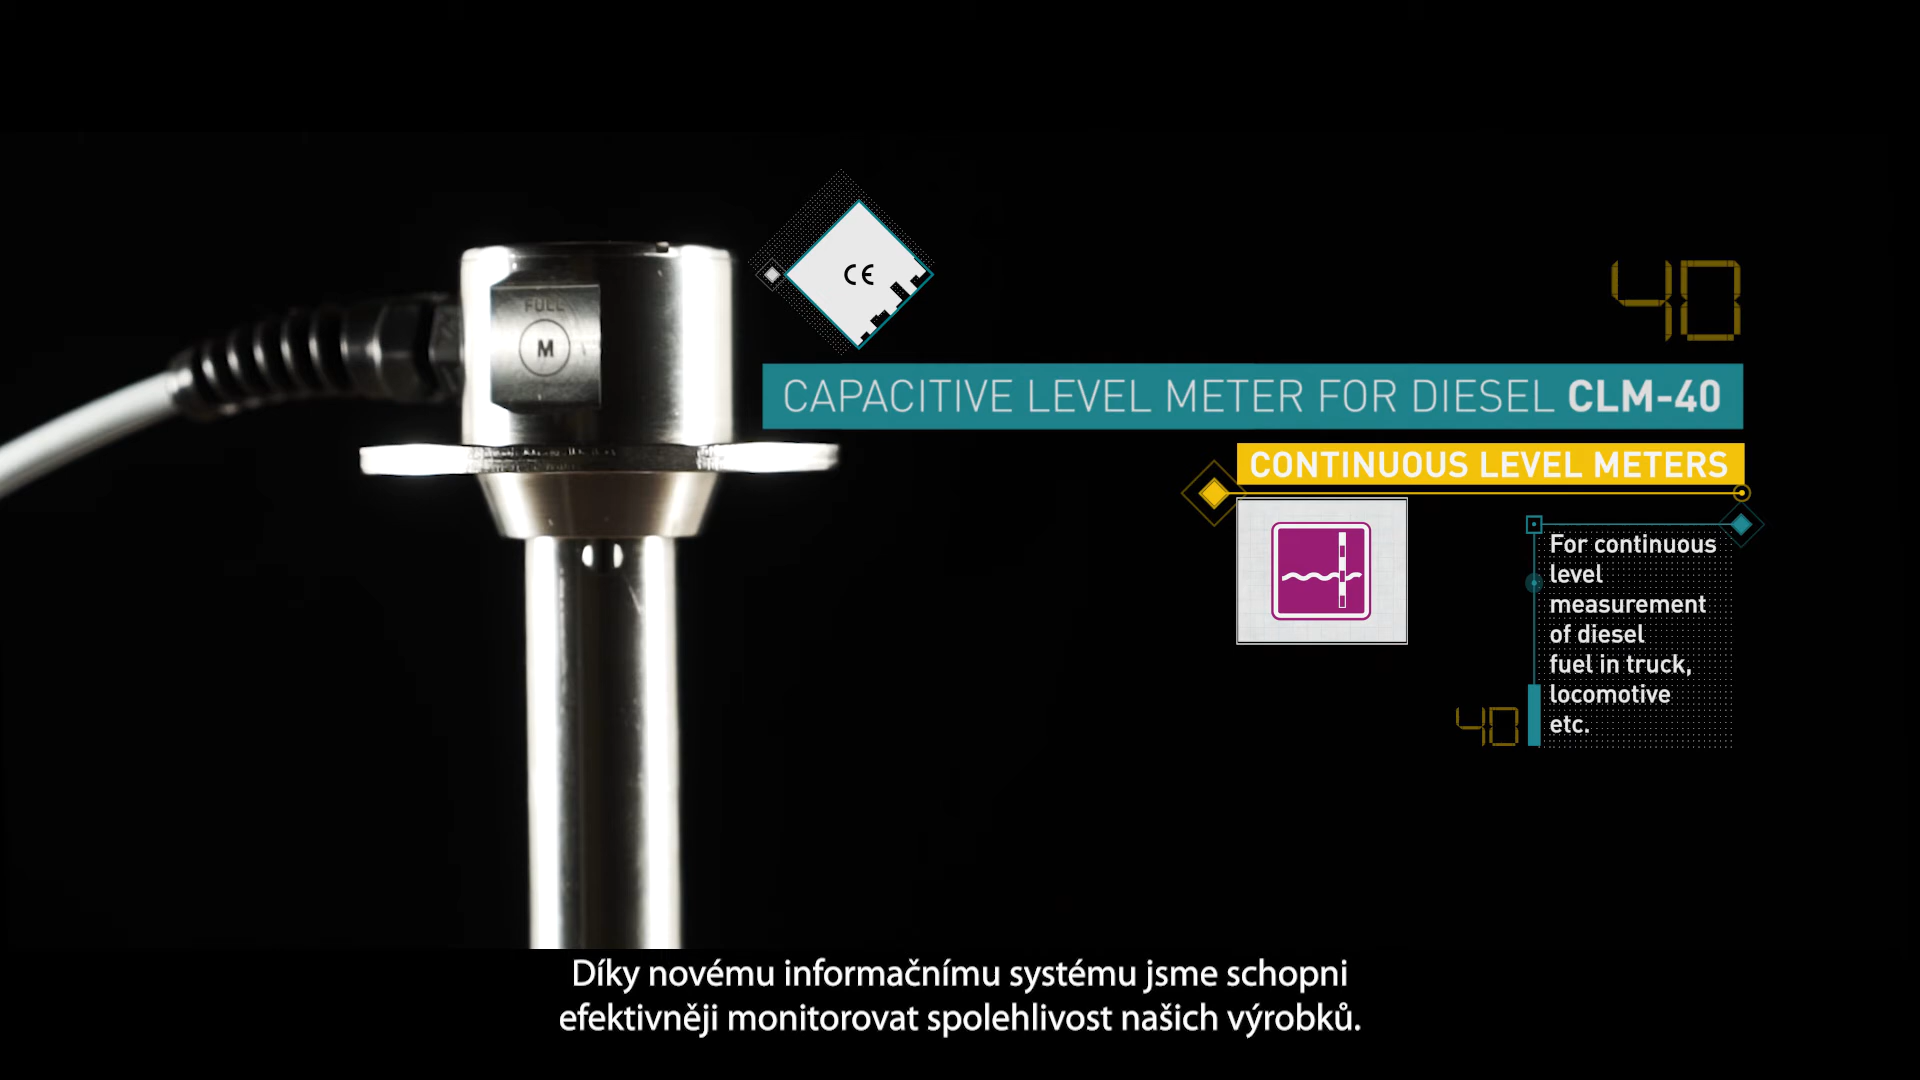 FULL
M
CE
40
CAPACITIVE LEVEL METER FOR DIESEL CLM-40
CONTINUOUS LEVEL METERS
For continuous
level
measurement
of diesel
fuel in truck,
locomotive
etc.
40
Díky novému informačnímu systému jsme schopni
efektivněji monitorovat spolehlivost našich výrobků.